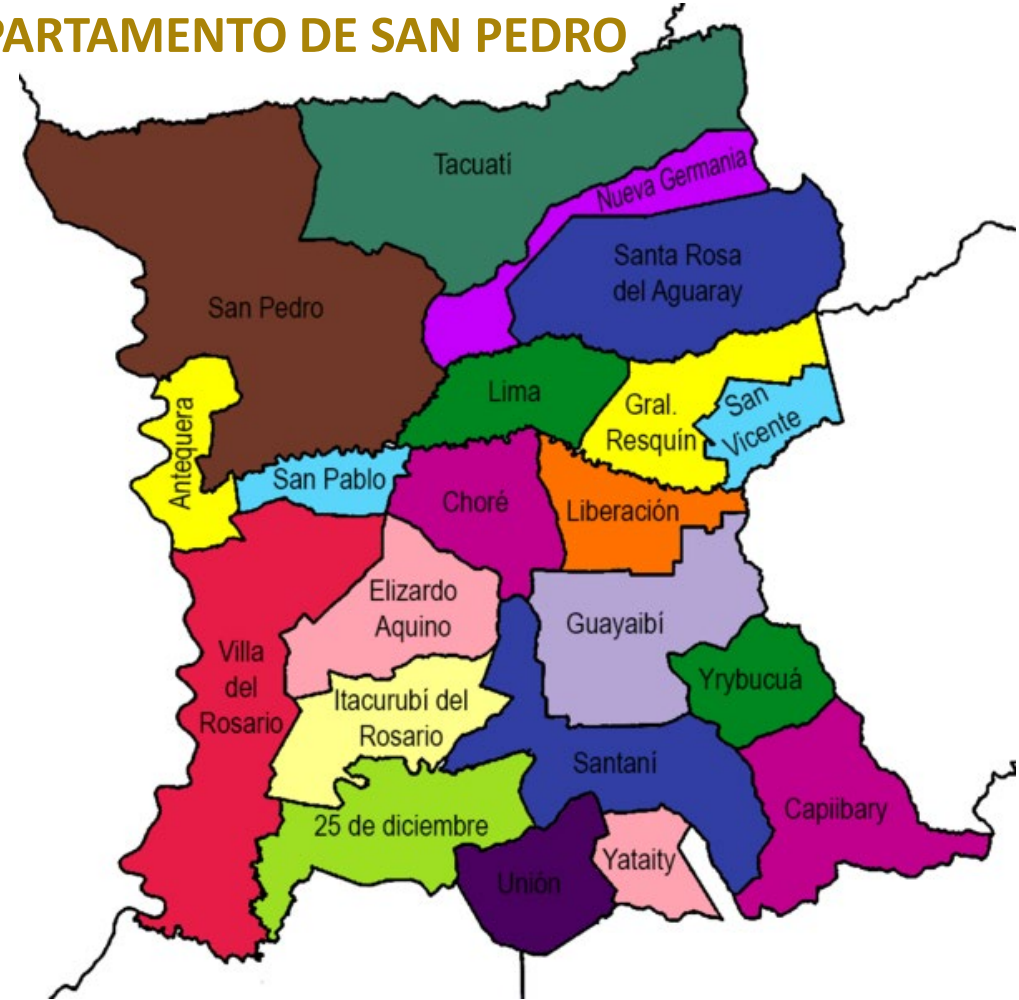 PARTAMENTO DE SAN PEDRO
Tacuatí
Nueva Germania
Santa Rosa
del Aguaray
San Pedro
Lima
Gral.
Resquín
San
Vicente
Antequera
San Pablo
Choré
Liberación
Elizardo
Aquino
Guayaibí
Villa
del
Rosario
Yrybucuá
Itacurubí del
Rosario
Santaní
Capiibary
25 de diciembre
Yataity
Unión